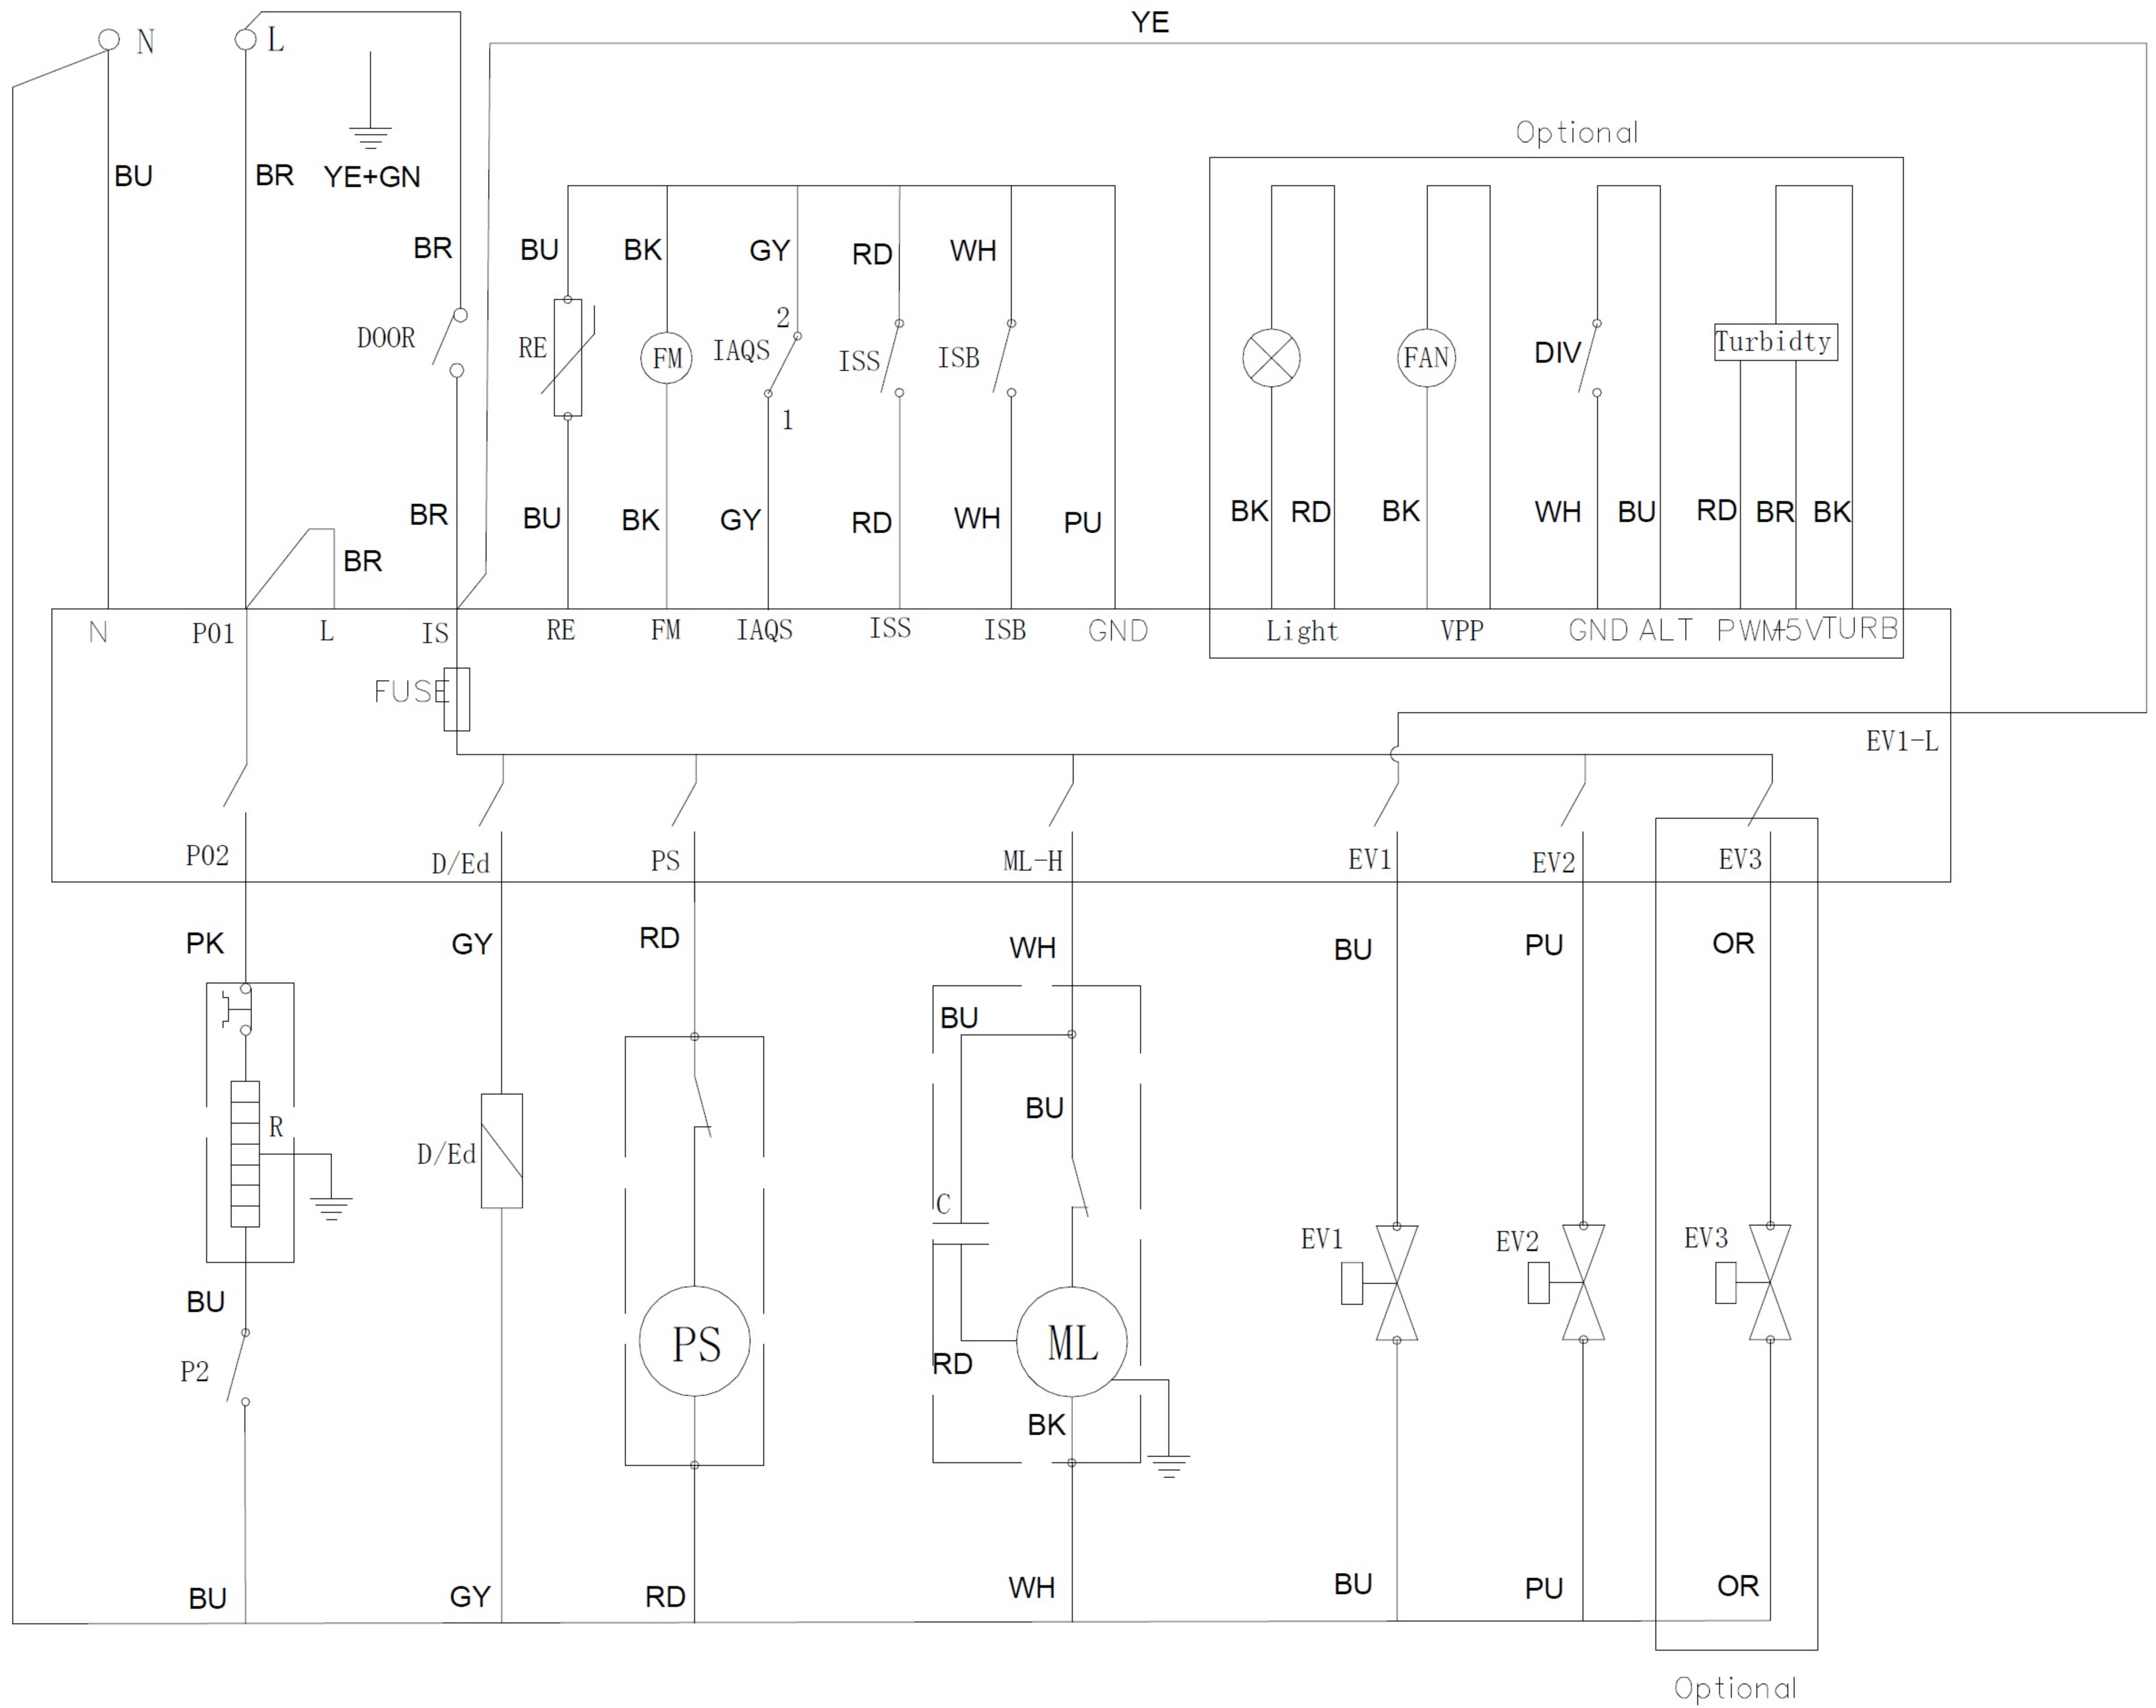 YE
N
L
Optional
BU
BR
YE+GN
BR
BU
BK
GY
RD
WH
DOOR
RE
FM
IAQS
2
1
ISS
ISB
FAN
DIV
Turbidty
BR
BR
BU
BK
GY
RD
WH
PU
BK
RD
BK
WH
BU
RD
BR
BK
N
P01
L
IS
RE
FM
IAQS
ISS
ISB
GND
Light
VPP
GND
ALT
PWM
+5V
TURB
FUSE
EV1-L
P02
D/Ed
PS
ML-H
EV1
EV2
EV3
PK
GY
RD
WH
BU
PU
OR
BU
BU
R
D/Ed
C
EV1
EV2
EV3
BU
PS
ML
P2
RD
BK
BU
GY
RD
WH
BU
PU
OR
Optional